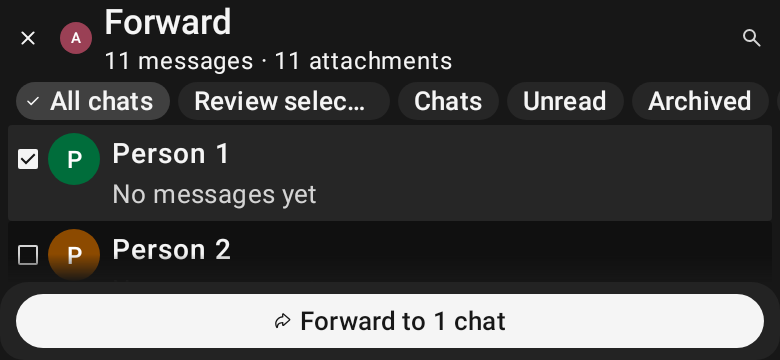 Forward
A
11 messages · 11 attachments
All chats
Review selec...
Chats
Unread
Archived
P
Person 1
No messages yet
P
Person 2
Forward to 1 chat